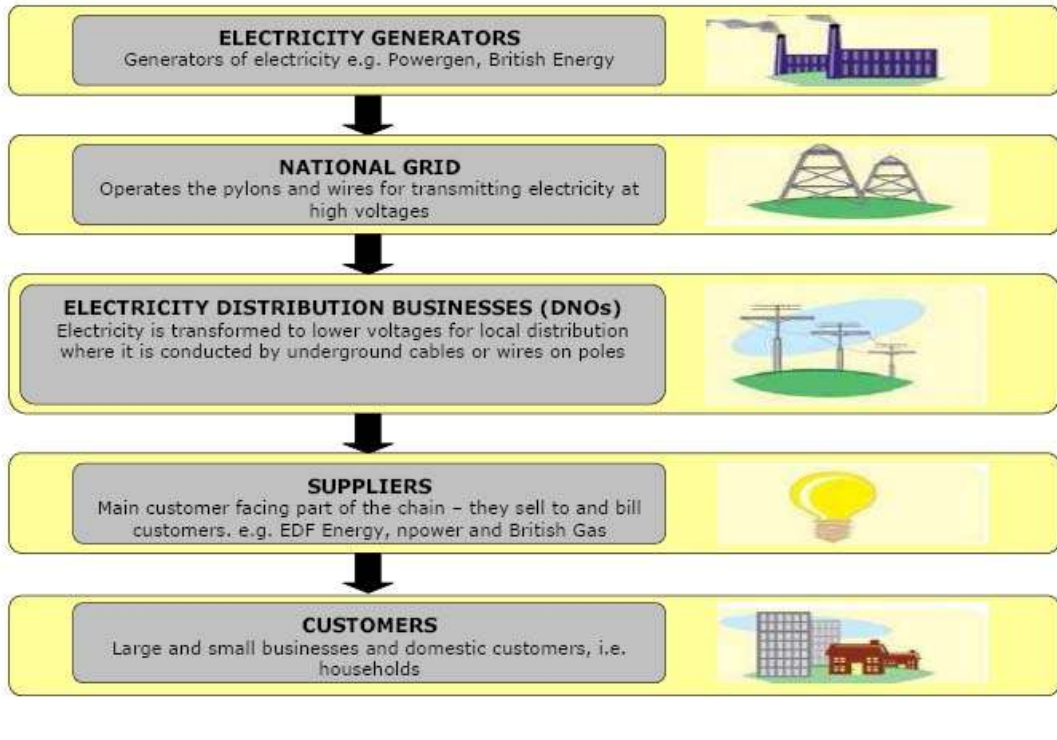 ELECTRICITY GENERATORS
Generators of electricity e.g. Powergen, British Energy
NATIONAL GRID
Operates the pylons and wires for transmitting electricity at
high voltages
ELECTRICITY DISTRIBUTION BUSINESSES (DNOs)
Electricity is transformed to lower voltages for local distribution
where it is conducted by underground cables or wires on poles
SUPPLIERS
Main customer facing part of the chain – they sell to and bill
customers. e.g. EDF Energy, npower and British Gas
CUSTOMERS
Large and small businesses and domestic customers, i.e.
households